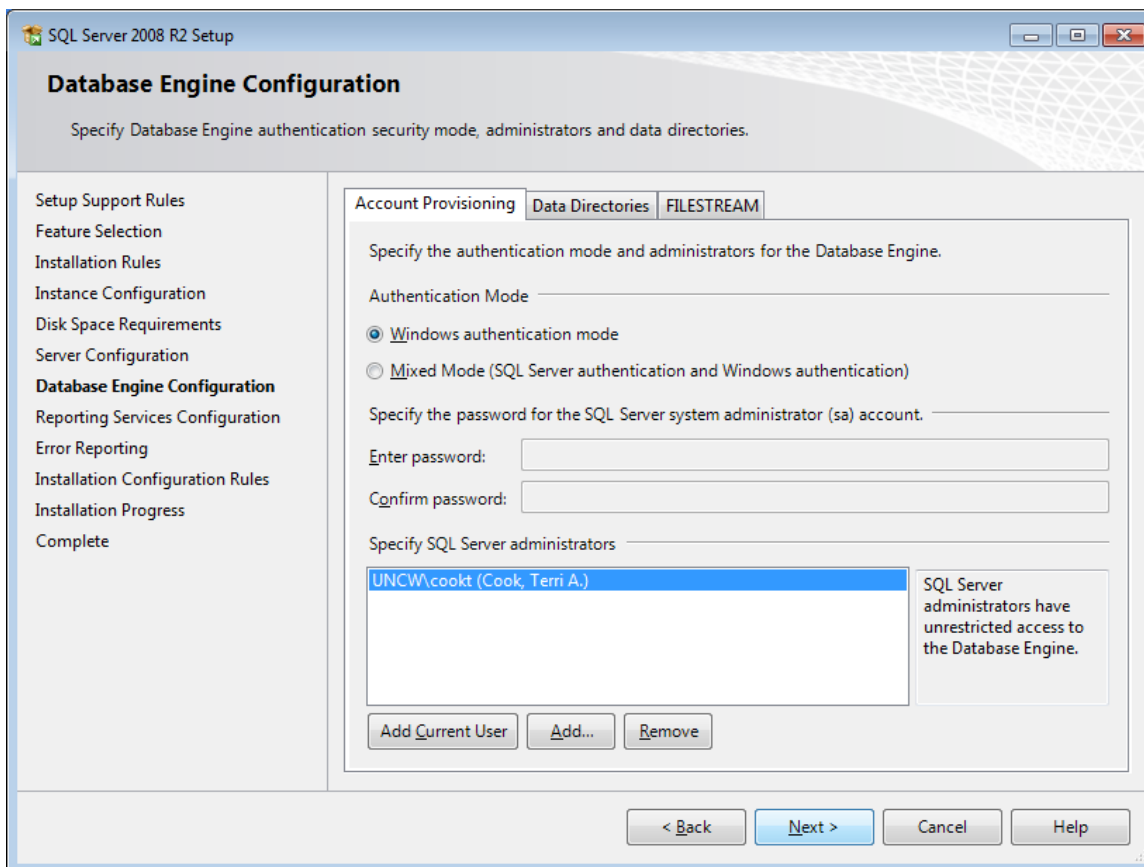 SQL Server 2008 R2 Setup
Database Engine Configuration
Specify Database Engine authentication security mode, administrators and data directories.
Setup Support Rules
Feature Selection
Installation Rules
Instance Configuration
Disk Space Requirements
Server Configuration
Database Engine Configuration
Reporting Services Configuration
Error Reporting
Installation Configuration Rules
Installation Progress
Complete
Account Provisioning Data Directories FILESTREAM
Specify the authentication mode and administrators for the Database Engine.
Authentication Mode
Windows authentication mode
Mixed Mode (SQL Server authentication and Windows authentication)
Specify the password for the SQL Server system administrator (sa) account.
Enter password:
Confirm password:
Specify SQL Server administrators
UNCW\cookt (Cook, Terri A.)
SQL Server
administrators have
unrestricted access to
the Database Engine.
Add Current User Add... Remove
< Back Next > Cancel Help